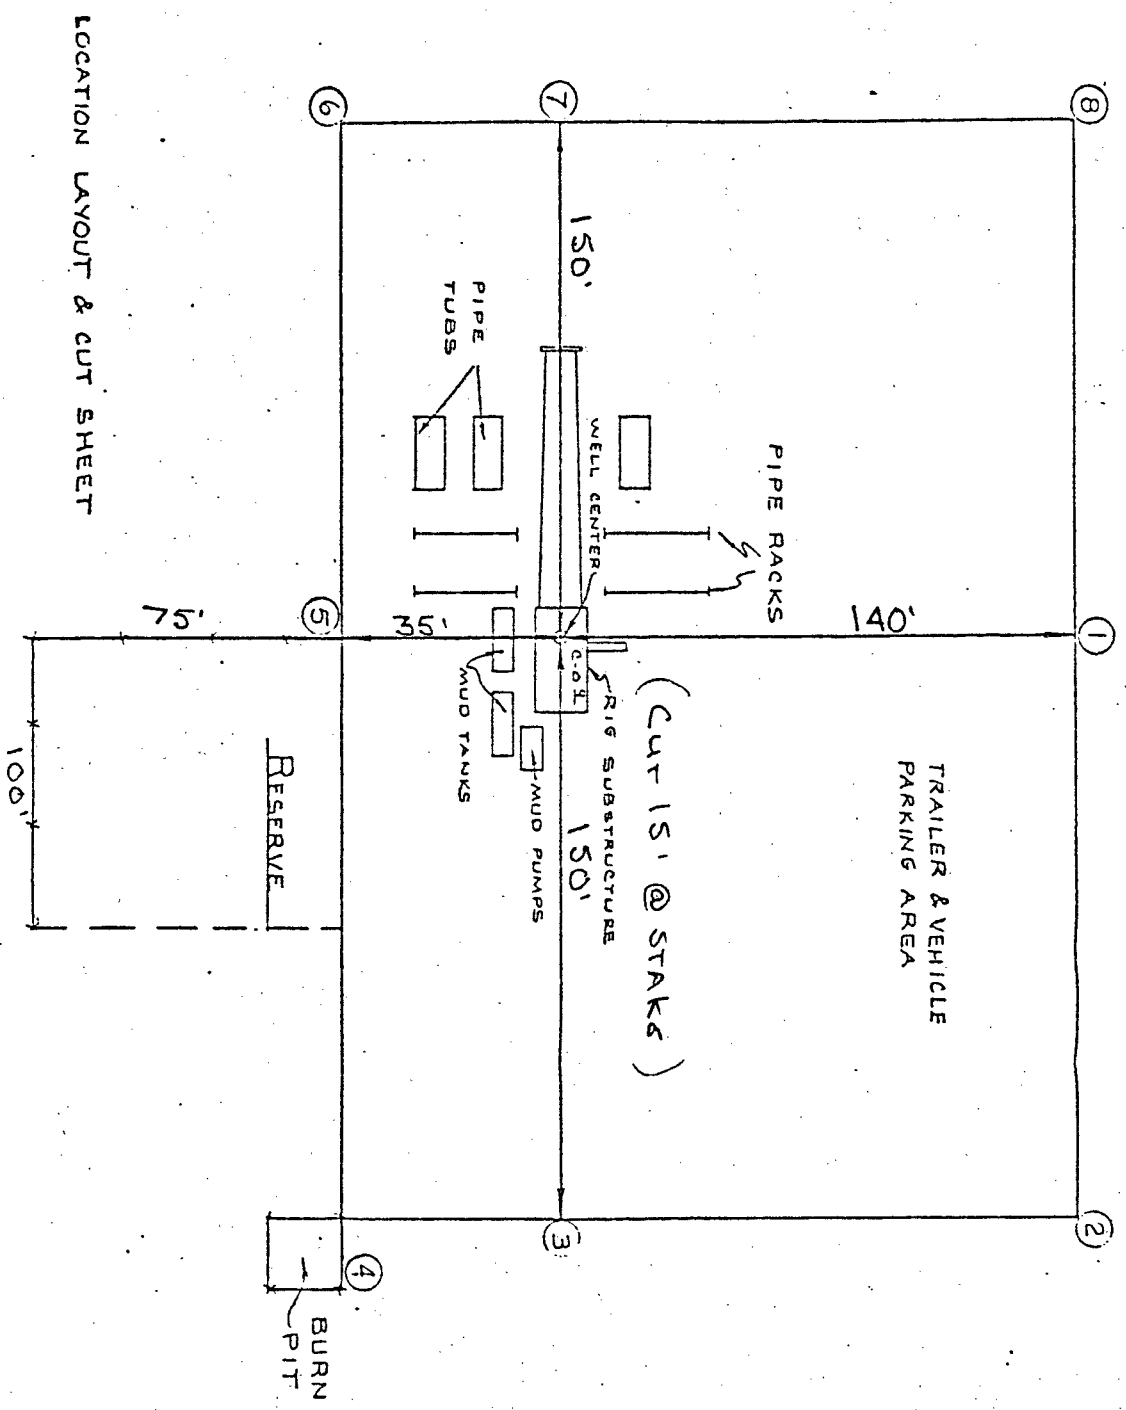 LOCATION LAYOUT & CUT SHEET
8
1
2
7
3
6
5
4
TRAILER & VEHICLE
PARKING AREA
PIPE RACKS
140'
(CUT 15' @ STAKE)
RIG SUBSTRUCTURE
WELL CENTER
150'
150'
PIPE
TUBS
35'
MUD TANKS
MUD PUMPS
75'
100'
RESERVE
BURN
PIT